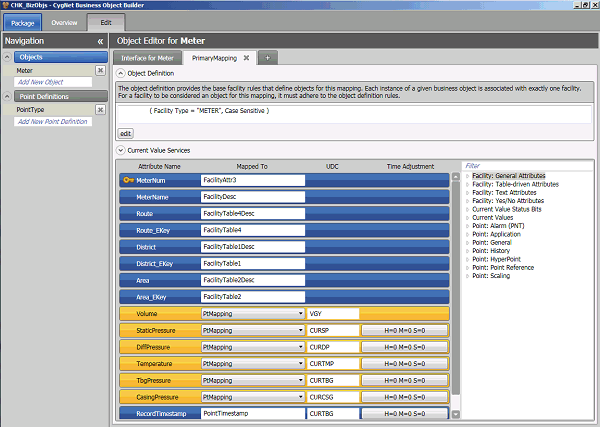 CHK_BizObjs - CygNet Business Object Builder
Package Overview Edit
Navigation «
Objects
Meter
Add New Object
Point Definitions
PointType
Add New Point Definition
Object Editor for Meter
Interface for Meter PrimaryMapping +
Object Definition
The object definition provides the base facility rules that define objects for this mapping. Each instance of a given business object is associated with exactly one facility.
For a facility to be considered an object for this mapping, it must adhere to the object definition rules.
( Facility Type = "METER", Case Sensitive )
edit
Current Value Services
Attribute Name Mapped To UDC Time Adjustment
MeterNum FacilityAttr3
MeterName FacilityDesc
Route FacilityTable4Desc
Route_EKey FacilityTable4
District FacilityTable1Desc
District_EKey FacilityTable1
Area FacilityTable2Desc
Area_EKey FacilityTable2
Volume PtMapping VGY
StaticPressure PtMapping CURSP H=0 M=0 S=0
DiffPressure PtMapping CURDP H=0 M=0 S=0
Temperature PtMapping CURTMP H=0 M=0 S=0
TbgPressure PtMapping CURTBG H=0 M=0 S=0
CasingPressure PtMapping CURCSG H=0 M=0 S=0
RecordTimestamp PointTimestamp CURTBG H=0 M=0 S=0
Filter
Facility: General Attributes
Facility: Table-driven Attributes
Facility: Text Attributes
Facility: Yes/No Attributes
Current Value Status Bits
Current Values
Point: Alarm (PNT)
Point: Application
Point: General
Point: History
Point: HyperPoint
Point: Point Reference
Point: Scaling